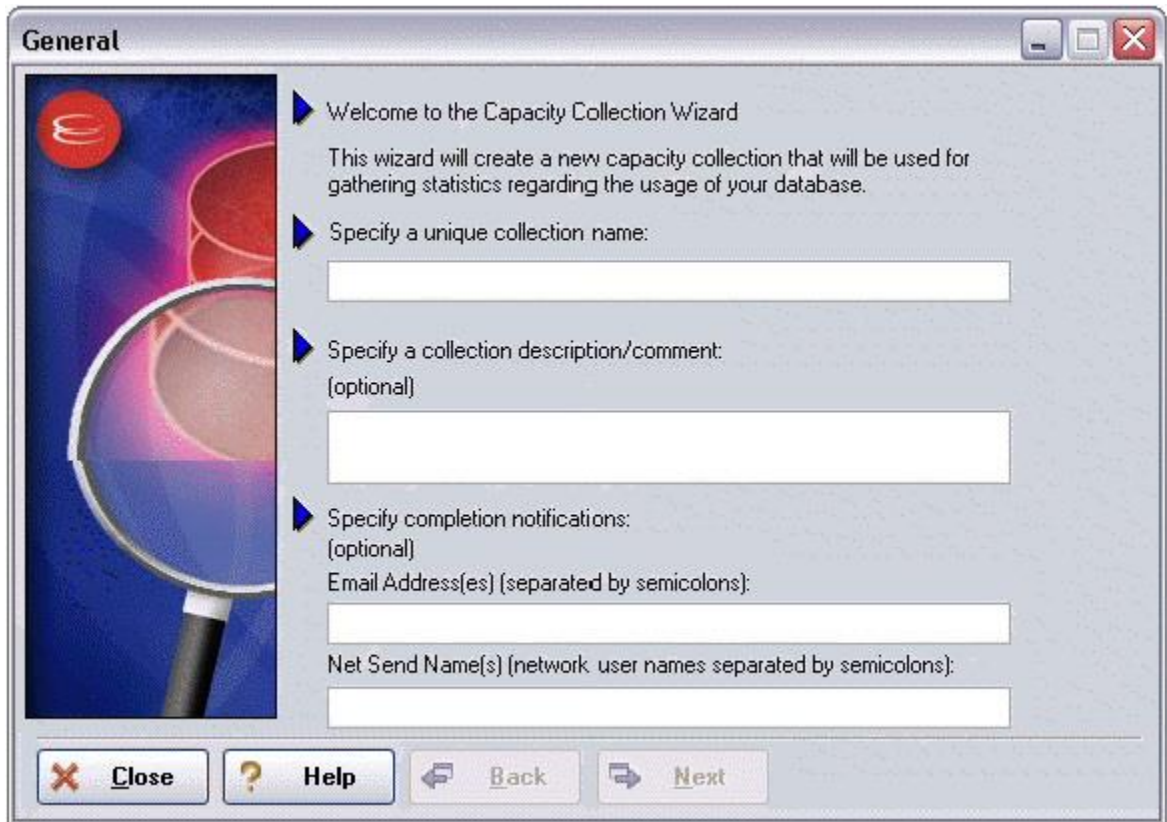 General
Welcome to the Capacity Collection Wizard
This wizard will create a new capacity collection that will be used for
gathering statistics regarding the usage of your database.
Specify a unique collection name:
Specify a collection description/comment:
(optional)
Specify completion notifications:
(optional)
Email Address(es) (separated by semicolons):
Net Send Name(s) (network user names separated by semicolons):
Close ? Help Back Next